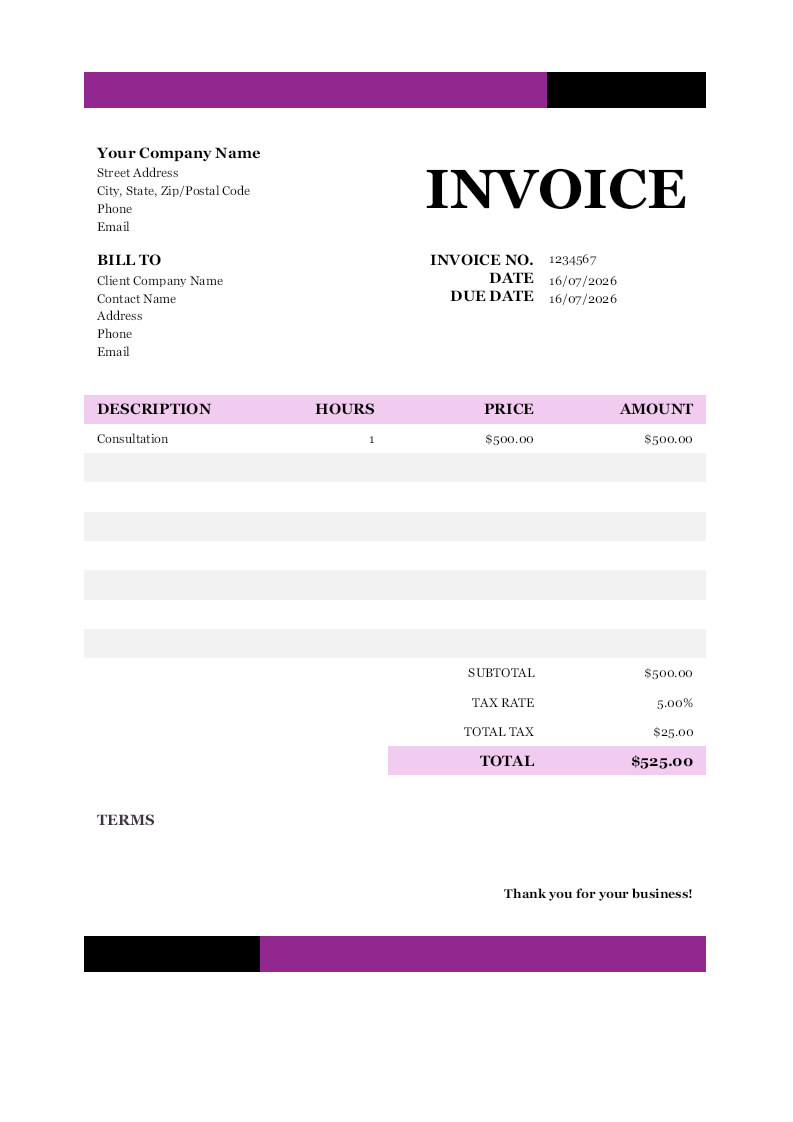 Your Company Name
Street Address
City, State, Zip/Postal Code
Phone
Email
INVOICE
BILL TO
Client Company Name
Contact Name
Address
Phone
Email
INVOICE NO. 1234567
DATE 16/07/2026
DUE DATE 16/07/2026
DESCRIPTION HOURS PRICE AMOUNT
Consultation 1 $500.00 $500.00
SUBTOTAL $500.00
TAX RATE 5.00%
TOTAL TAX $25.00
TOTAL $525.00
TERMS
Thank you for your business!